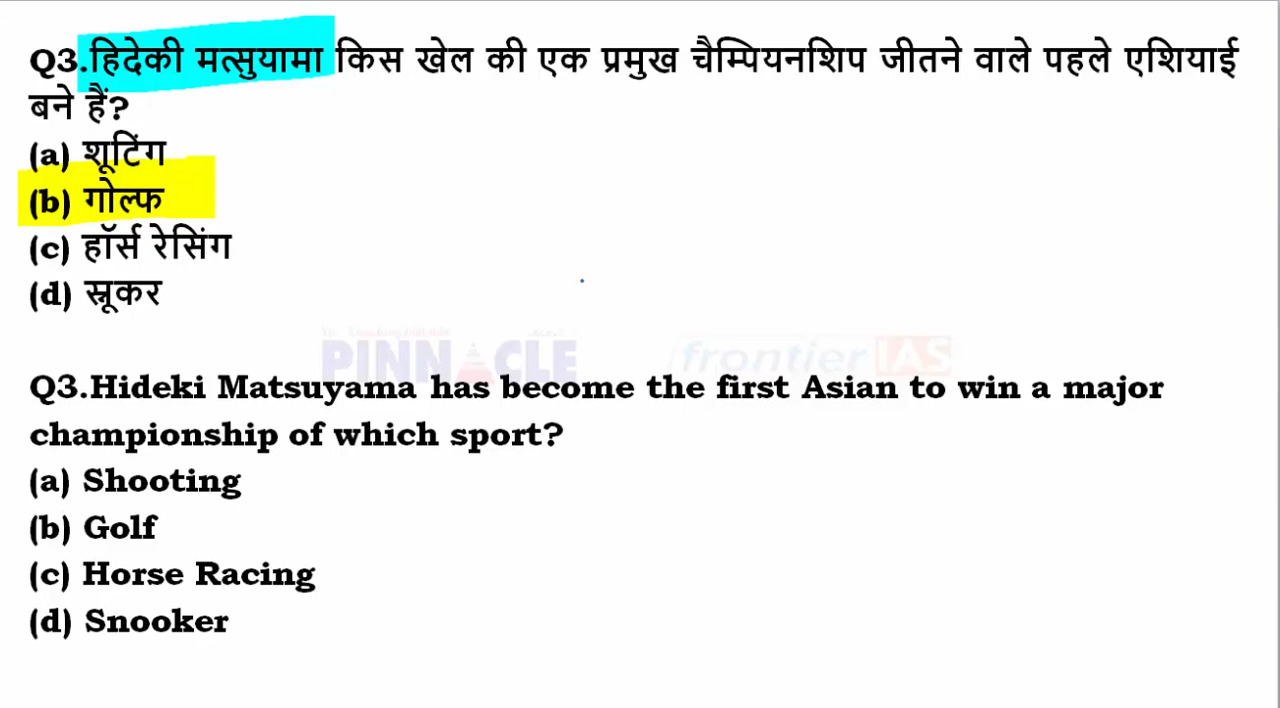 Q3.हिदेकी मत्सुयामा किस खेल की एक प्रमुख चैम्पियनशिप जीतने वाले पहले एशियाई
बने हैं?
(a) शूटिंग
(b) गोल्फ
(c) हॉर्स रेसिंग
(d) स्नूकर
PINNACLE frontier IAS
Q3.Hideki Matsuyama has become the first Asian to win a major
championship of which sport?
(a) Shooting
(b) Golf
(c) Horse Racing
(d) Snooker